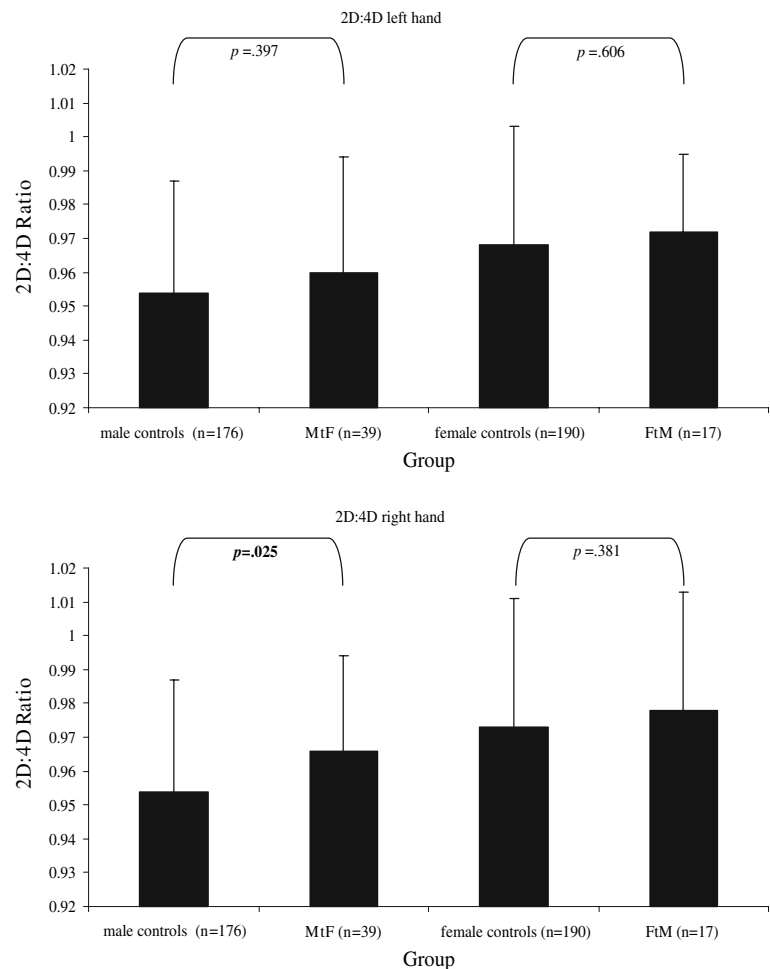 2D:4D left hand
p =.397
p =.606
1.02
1.01
1
0.99
0.98
0.97
0.96
0.95
0.94
0.93
0.92
2D:4D Ratio
male controls (n=176)
MtF (n=39)
female controls (n=190)
FtM (n=17)
Group
2D:4D right hand
p=.025
p =.381
1.02
1.01
1
0.99
0.98
0.97
0.96
0.95
0.94
0.93
0.92
2D:4D Ratio
male controls (n=176)
MtF (n=39)
female controls (n=190)
FtM (n=17)
Group